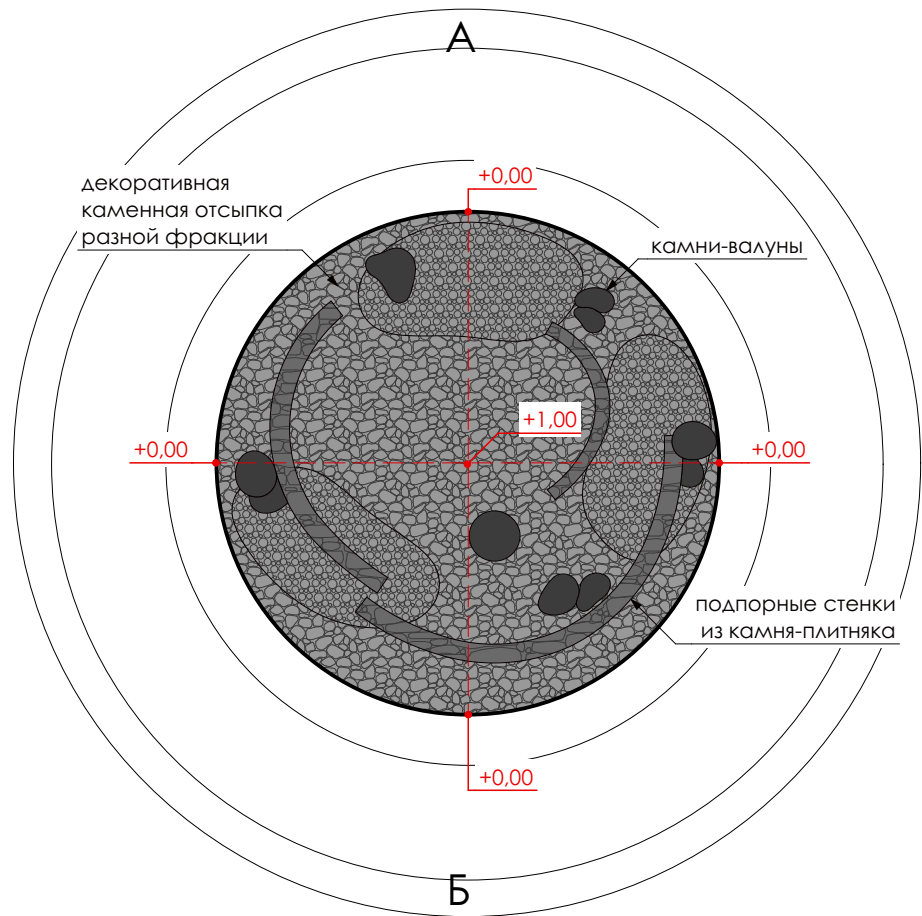 А
+0,00
декоративная
каменная отсыпка
разной фракции
камни-валуны
+1,00
+0,00
+0,00
подпорные стенки
из камня-плитняка
+0,00
Б